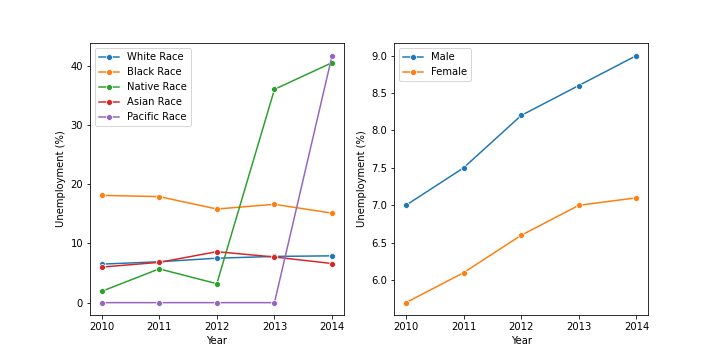 White Race
Black Race
Native Race
Asian Race
Pacific Race
40
30
20
10
0
Unemployment (%)
2010 2011 2012 2013 2014
Year
Male
Female
9.0
8.5
8.0
7.5
7.0
6.5
6.0
Unemployment (%)
2010 2011 2012 2013 2014
Year